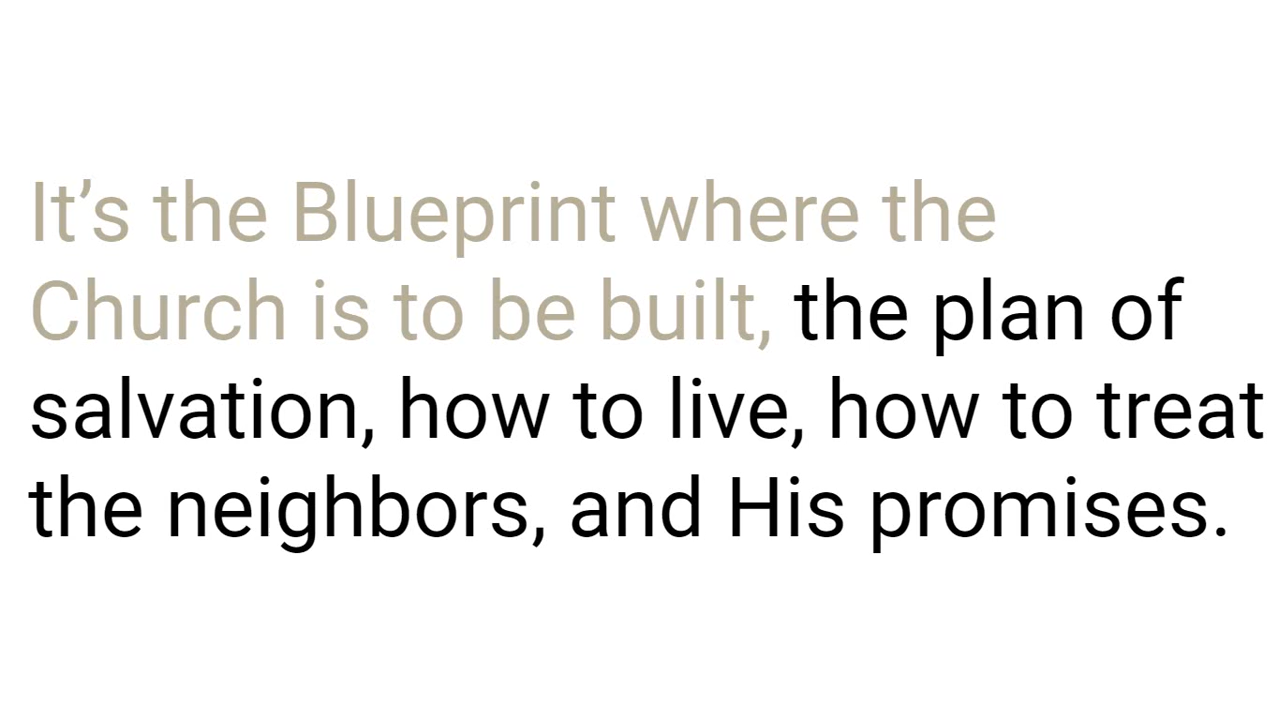 It’s the Blueprint where the
Church is to be built, the plan of
salvation, how to live, how to treat
the neighbors, and His promises.